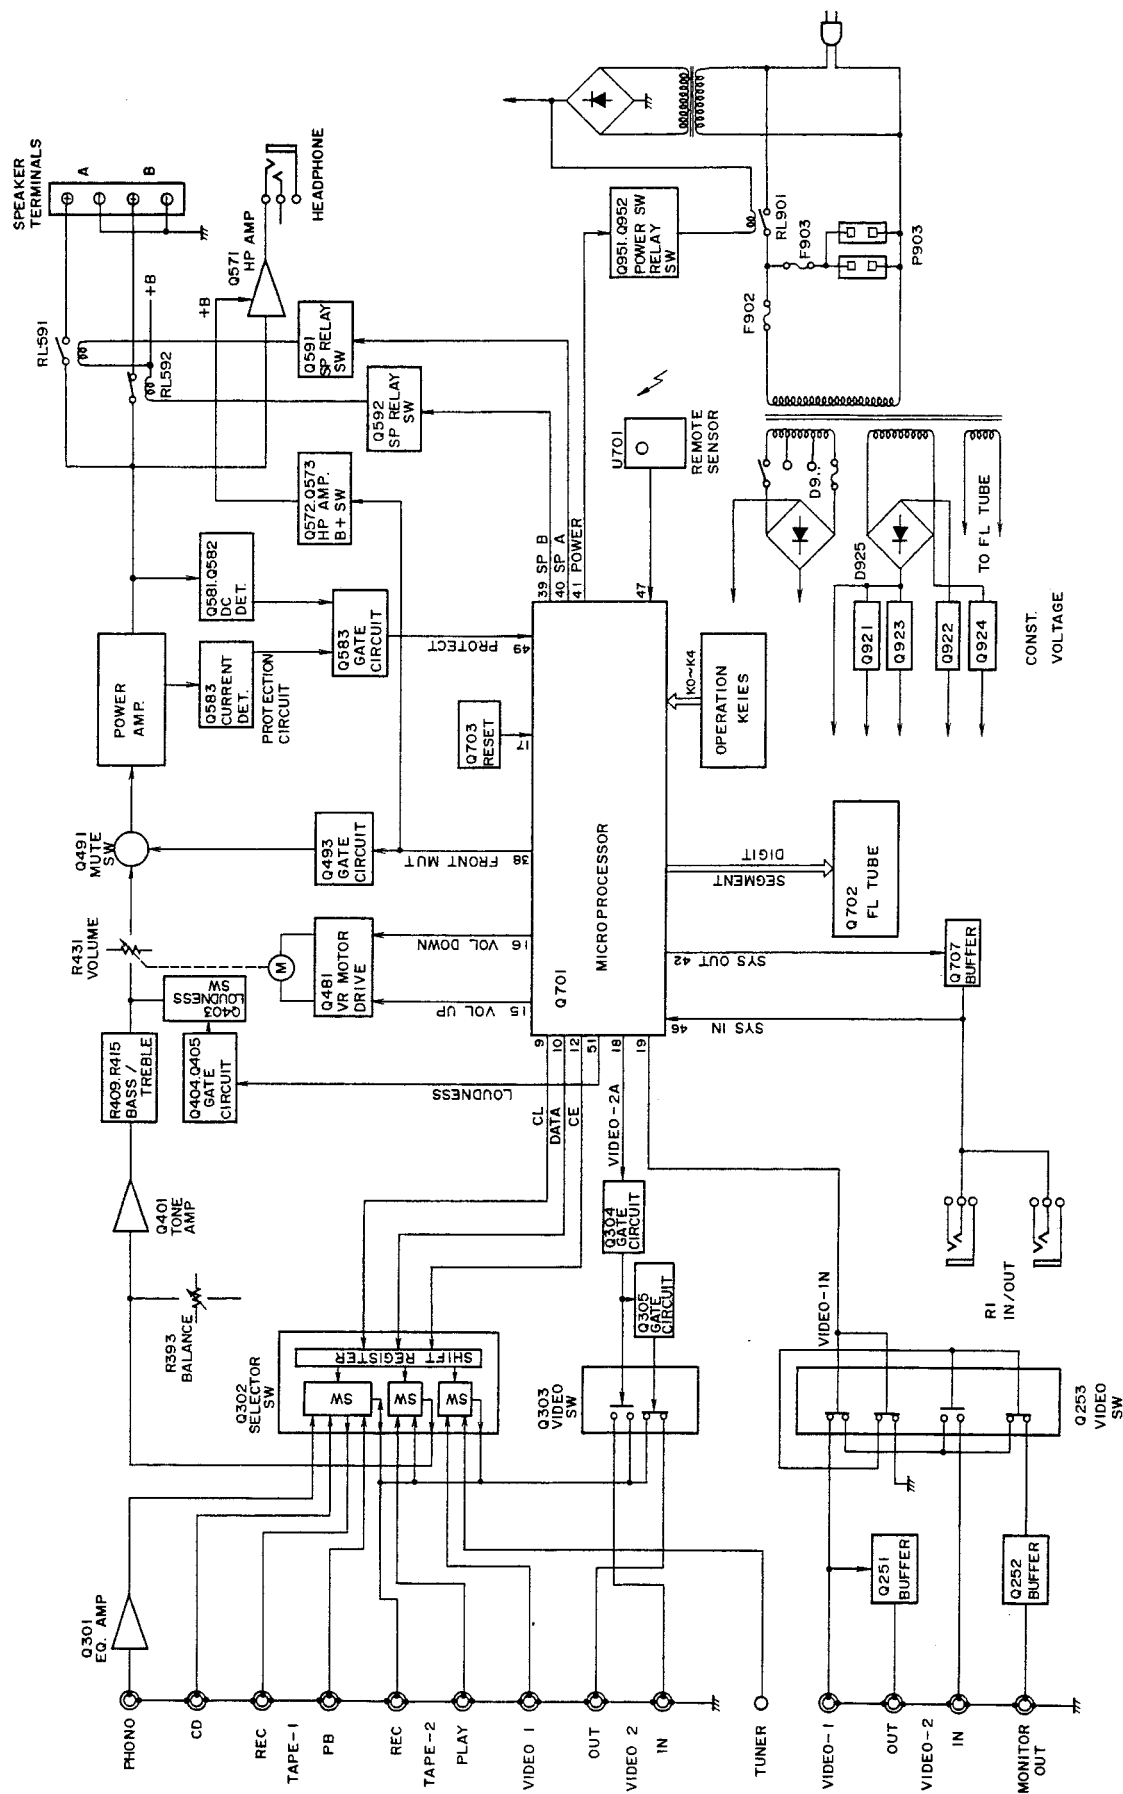 PHONO
CD
REC
TAPE-1
PB
REC
TAPE-2
PLAY
VIDEO 1
OUT
VIDEO 2
IN
TUNER
VIDEO-1
OUT
VIDEO-2
IN
MONITOR
OUT
Q301
EQ. AMP
R393
BALANCE
Q302
SELECTOR
SW
SHIFT REGISTER
SW
SW
SW
Q303
VIDEO
SW
Q304
GATE
CIRCUIT
Q305
GATE
CIRCUIT
VIDEO-1N
Q253
VIDEO
SW
Q251
BUFFER
Q252
BUFFER
RI
IN/OUT
Q401
TONE
AMP
R409.R415
BASS /
TREBLE
Q404.Q405
GATE
CIRCUIT
Q403
LOUDNESS
SW
LOUDNESS
CL
DATA
CE
VIDEO-2A
9
10
12
51
18
19
R431
VOLUME
M
Q481
VR MOTOR
DRIVE
15 VOL UP
16 VOL DOWN
Q491
MUTE
SW
Q493
GATE
CIRCUIT
38 FRONT MUT
Q701
MICROPROCESSOR
46 SYS IN
42 SYS OUT
Q707
BUFFER
SEGMENT
DIGIT
Q702
FL TUBE
Q703
RESET
17
OPERATION
KEIES
K0~K4
POWER
AMP.
Q583
CURRENT
DET.
PROTECTION
CIRCUIT
Q581.Q582
DC
DET.
Q583
GATE
CIRCUIT
49 PROTECT
39 SP B
40 SP A
41 POWER
47
Q572.Q573
HP AMP.
B+ SW
Q592
SP RELAY
SW
Q591
SP RELAY
SW
RL591
RL592
+B
+B
Q571
HP AMP
HEADPHONE
SPEAKER
TERMINALS
A
B
U701
REMOTE
SENSOR
Q951.Q952
POWER SW
RELAY
SW
RL901
F903
F902
P903
D925
TO FL TUBE
Q921
Q923
Q922
Q924
CONST.
VOLTAGE